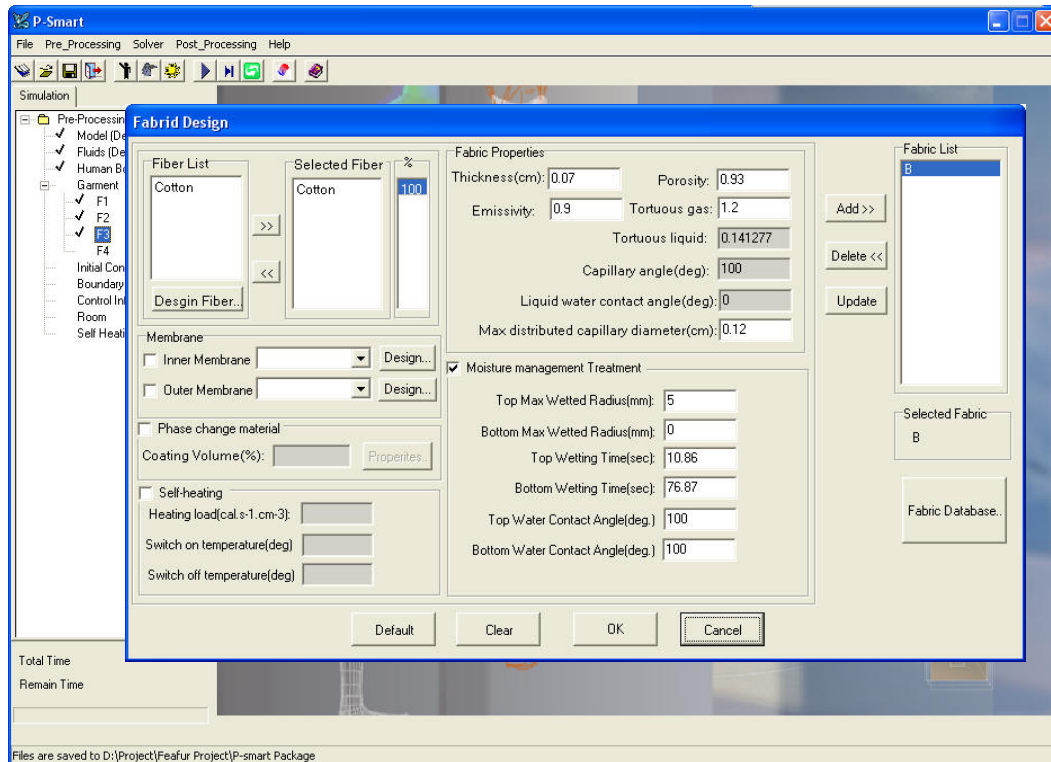 P-Smart
File Pre_Processing Solver Post_Processing Help
Simulation
Pre-Processin
Model (De
Fluids (De
Human Bo
Garment
F1
F2
F3
F4
Initial Con
Boundary
Control Ini
Room
Self Heati
Fabrid Design
Fiber List
Cotton
Desgin Fiber...
>>
<<
Selected Fiber
Cotton
%
100
Membrane
Inner Membrane Design...
Outer Membrane Design...
Phase change material
Coating Volume(%): Properites..
Self-heating
Heating load(cal.s-1.cm-3):
Switch on temperature(deg)
Switch off temperature(deg)
Fabric Properties
Thickness(cm): 0.07 Porosity: 0.93
Emissivity: 0.9 Tortuous gas: 1.2
Tortuous liquid: 0.141277
Capillary angle(deg): 100
Liquid water contact angle(deg): 0
Max distributed capillary diameter(cm): 0.12
Moisture management Treatment
Top Max Wetted Radius(mm): 5
Bottom Max Wetted Radius(mm): 0
Top Wetting Time(sec): 10.86
Bottom Wetting Time(sec): 76.87
Top Water Contact Angle(deg.) 100
Bottom Water Contact Angle(deg.) 100
Add >>
Delete <<
Update
Fabric List
B
Selected Fabric
B
Fabric Database..
Default Clear OK Cancel
Total Time
Remain Time
Files are saved to D:\Project\Feafur Project\P-smart Package